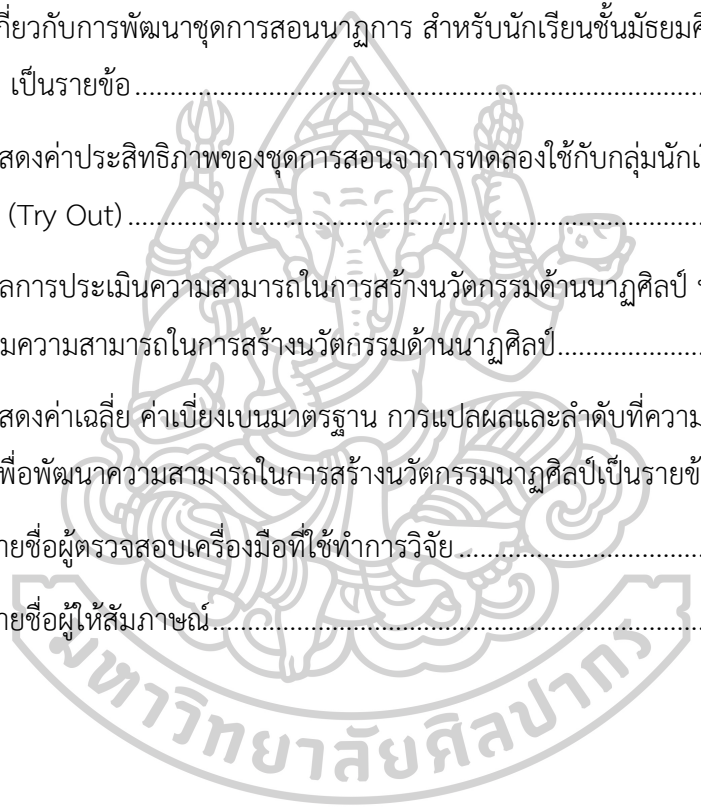 กี่ยวกับการพัฒนาชุดการสอนนาฏการ สำหรับนักเรียนชั้นมัธยมศึ
เป็นรายข้อ........................................................................................
สดงค่าประสิทธิภาพของชุดการสอนจาการทดลองใช้กับกลุ่มนักเรี
(Try Out)........................................................................................
ลการประเมินความสามารถในการสร้างนวัตกรรมด้านนาฏศิลป์
มความสามารถในการสร้างนวัตกรรมด้านนาฏศิลป์........................
สดงค่าเฉลี่ย ค่าเบี่ยงเบนมาตรฐาน การแปลผลและลำดับที่ความ
พื่อพัฒนาความสามารถในการสร้างนวัตกรรมนาฏศิลป์เป็นรายข้
ายชื่อผู้ตรวจสอบเครื่องมือที่ใช้ทำการวิจัย........................................
ายชื่อผู้ให้สัมภาษณ์............................................................................
มหาวิทยาลัยศิลปากร